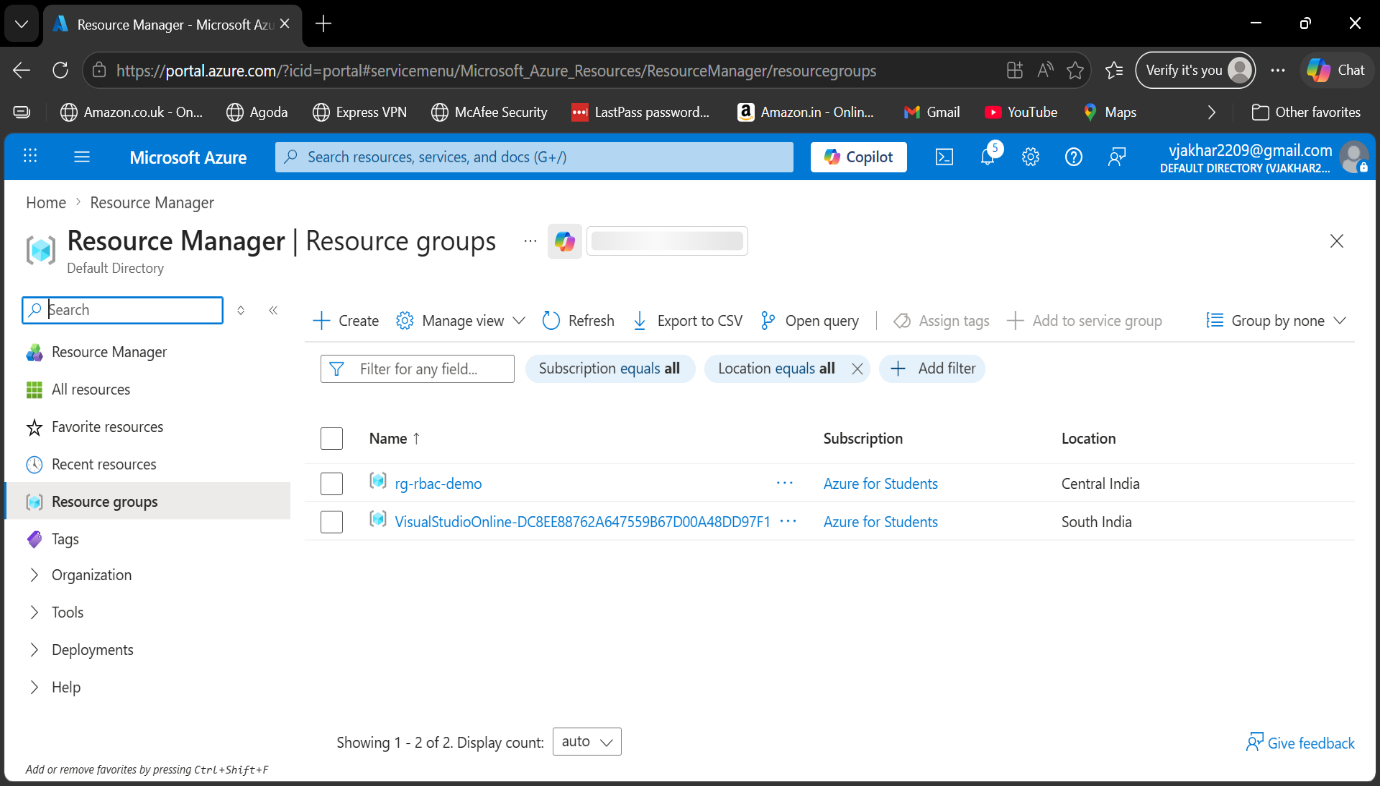 Resource Manager - Microsoft Azu
https://portal.azure.com/?icid=portal#servicemenu/Microsoft_Azure_Resources/ResourceManager/resourcegroups
Verify it's you
Chat
Amazon.co.uk - On...
Agoda
Express VPN
McAfee Security
LastPass password...
Amazon.in - Onlin...
Gmail
YouTube
Maps
Other favorites
Microsoft Azure
Search resources, services, and docs (G+/)
Copilot
5
vjakhar2209@gmail.com
DEFAULT DIRECTORY (VJAKHAR2...
Home > Resource Manager
Resource Manager | Resource groups
Default Directory
Search
Resource Manager
All resources
Favorite resources
Recent resources
Resource groups
Tags
Organization
Tools
Deployments
Help
Add or remove favorites by pressing Ctrl+Shift+F
Create
Manage view
Refresh
Export to CSV
Open query
Assign tags
Add to service group
Group by none
Filter for any field...
Subscription equals all
Location equals all
Add filter
Name ↑ Subscription Location
rg-rbac-demo ... Azure for Students Central India
VisualStudioOnline-DC8EE88762A647559B67D00A48DD97F1 ... Azure for Students South India
Showing 1 - 2 of 2. Display count: auto
Give feedback